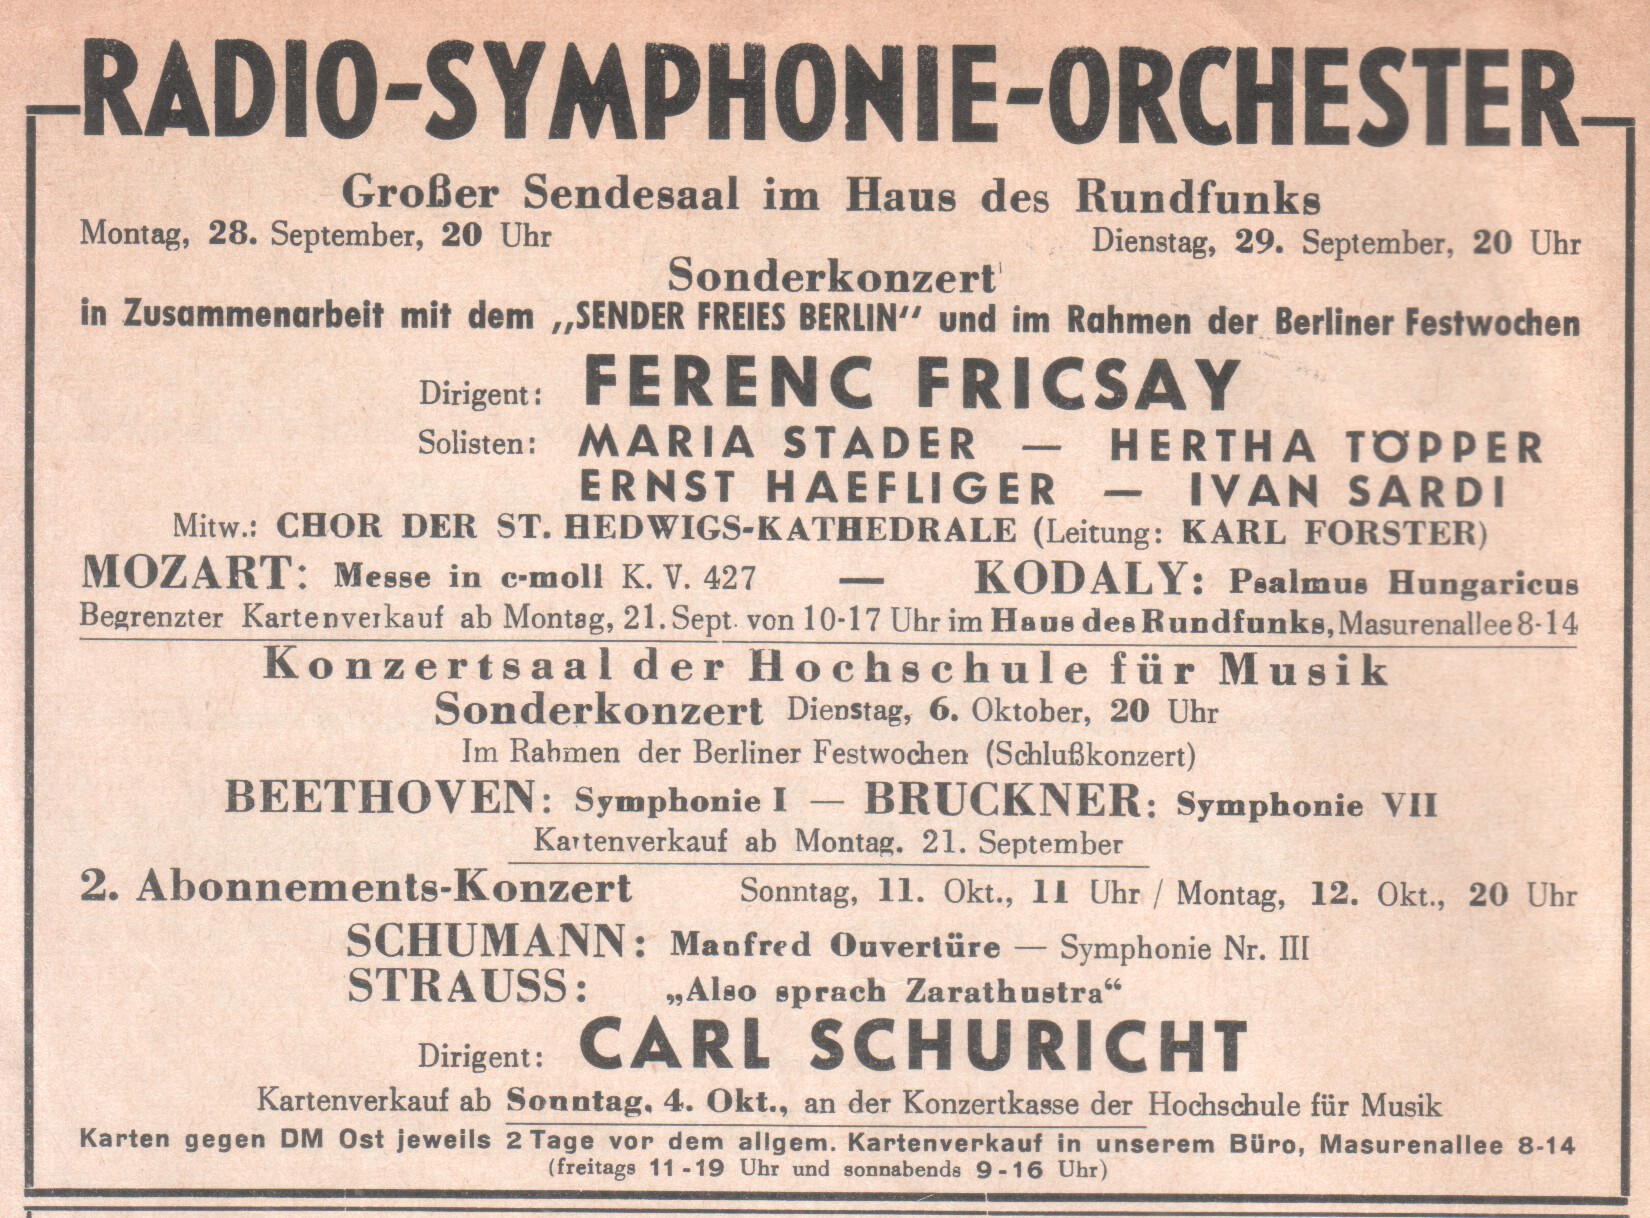 RADIO-SYMPHONIE-ORCHESTER
Großer Sendesaal im Haus des Rundfunks
Montag, 28. September, 20 Uhr Dienstag, 29. September, 20 Uhr
Sonderkonzert
in Zusammenarbeit mit dem „SENDER FREIES BERLIN“ und im Rahmen der Berliner Festwochen
Dirigent: FERENC FRICSAY
Solisten: MARIA STADER — HERTHA TÖPPER
ERNST HAEFLIGER — IVAN SARDI
Mitw.: CHOR DER ST. HEDWIGS-KATHEDRALE (Leitung: KARL FORSTER)
MOZART: Messe in c-moll K. V. 427 — KODALY: Psalmus Hungaricus
Begrenzter Kartenverkauf ab Montag, 21. Sept. von 10-17 Uhr im Haus des Rundfunks, Masurenallee 8-14
Konzertsaal der Hochschule für Musik
Sonderkonzert Dienstag, 6. Oktober, 20 Uhr
Im Rahmen der Berliner Festwochen (Schlußkonzert)
BEETHOVEN: Symphonie I — BRUCKNER: Symphonie VII
Kartenverkauf ab Montag. 21. September
2. Abonnements-Konzert Sonntag, 11. Okt., 11 Uhr / Montag, 12. Okt., 20 Uhr
SCHUMANN: Manfred Ouvertüre — Symphonie Nr. III
STRAUSS: „Also sprach Zarathustra“
Dirigent: CARL SCHURICHT
Kartenverkauf ab Sonntag. 4. Okt., an der Konzertkasse der Hochschule für Musik
Karten gegen DM Ost jeweils 2 Tage vor dem allgem. Kartenverkauf in unserem Büro, Masurenallee 8-14
(freitags 11-19 Uhr und sonnabends 9-16 Uhr)